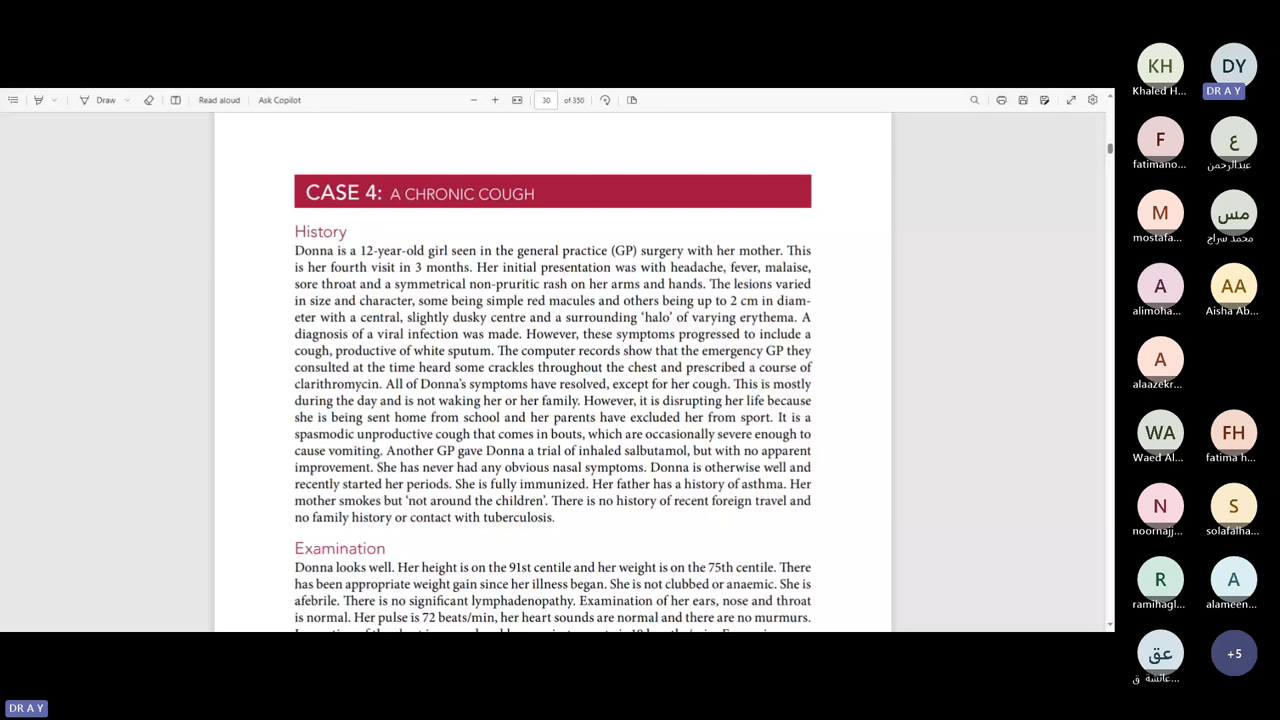 Read aloud
Ask Copilot
Draw
30 of 350
CASE 4: A CHRONIC COUGH
History
Donna is a 12-year-old girl seen in the general practice (GP) surgery with her mother. This
is her fourth visit in 3 months. Her initial presentation was with headache, fever, malaise,
sore throat and a symmetrical non-pruritic rash on her arms and hands. The lesions varied
in size and character, some being simple red macules and others being up to 2 cm in diam-
eter with a central, slightly dusky centre and a surrounding ‘halo’ of varying erythema. A
diagnosis of a viral infection was made. However, these symptoms progressed to include a
cough, productive of white sputum. The computer records show that the emergency GP they
consulted at the time heard some crackles throughout the chest and prescribed a course of
clarithromycin. All of Donna’s symptoms have resolved, except for her cough. This is mostly
during the day and is not waking her or her family. However, it is disrupting her life because
she is being sent home from school and her parents have excluded her from sport. It is a
spasmodic unproductive cough that comes in bouts, which are occasionally severe enough to
cause vomiting. Another GP gave Donna a trial of inhaled salbutamol, but with no apparent
improvement. She has never had any obvious nasal symptoms. Donna is otherwise well and
recently started her periods. She is fully immunized. Her father has a history of asthma. Her
mother smokes but ‘not around the children’. There is no history of recent foreign travel and
no family history or contact with tuberculosis.
Examination
Donna looks well. Her height is on the 91st centile and her weight is on the 75th centile. There
has been appropriate weight gain since her illness began. She is not clubbed or anaemic. She is
afebrile. There is no significant lymphadenopathy. Examination of her ears, nose and throat
is normal. Her pulse is 72 beats/min, her heart sounds are normal and there are no murmurs.
KH
Khaled H...
DY
DR A Y
F
fatimano...
ع
عبدالرحمن
M
mostafa...
مس
محمد سراج
A
alimoha...
AA
Aisha Ab...
A
alaazekr...
WA
Waed Al...
FH
fatima h...
N
noornajj...
S
solafalha...
R
ramihagl...
A
alameen...
عق
عائشة ق...
+5
DR A Y